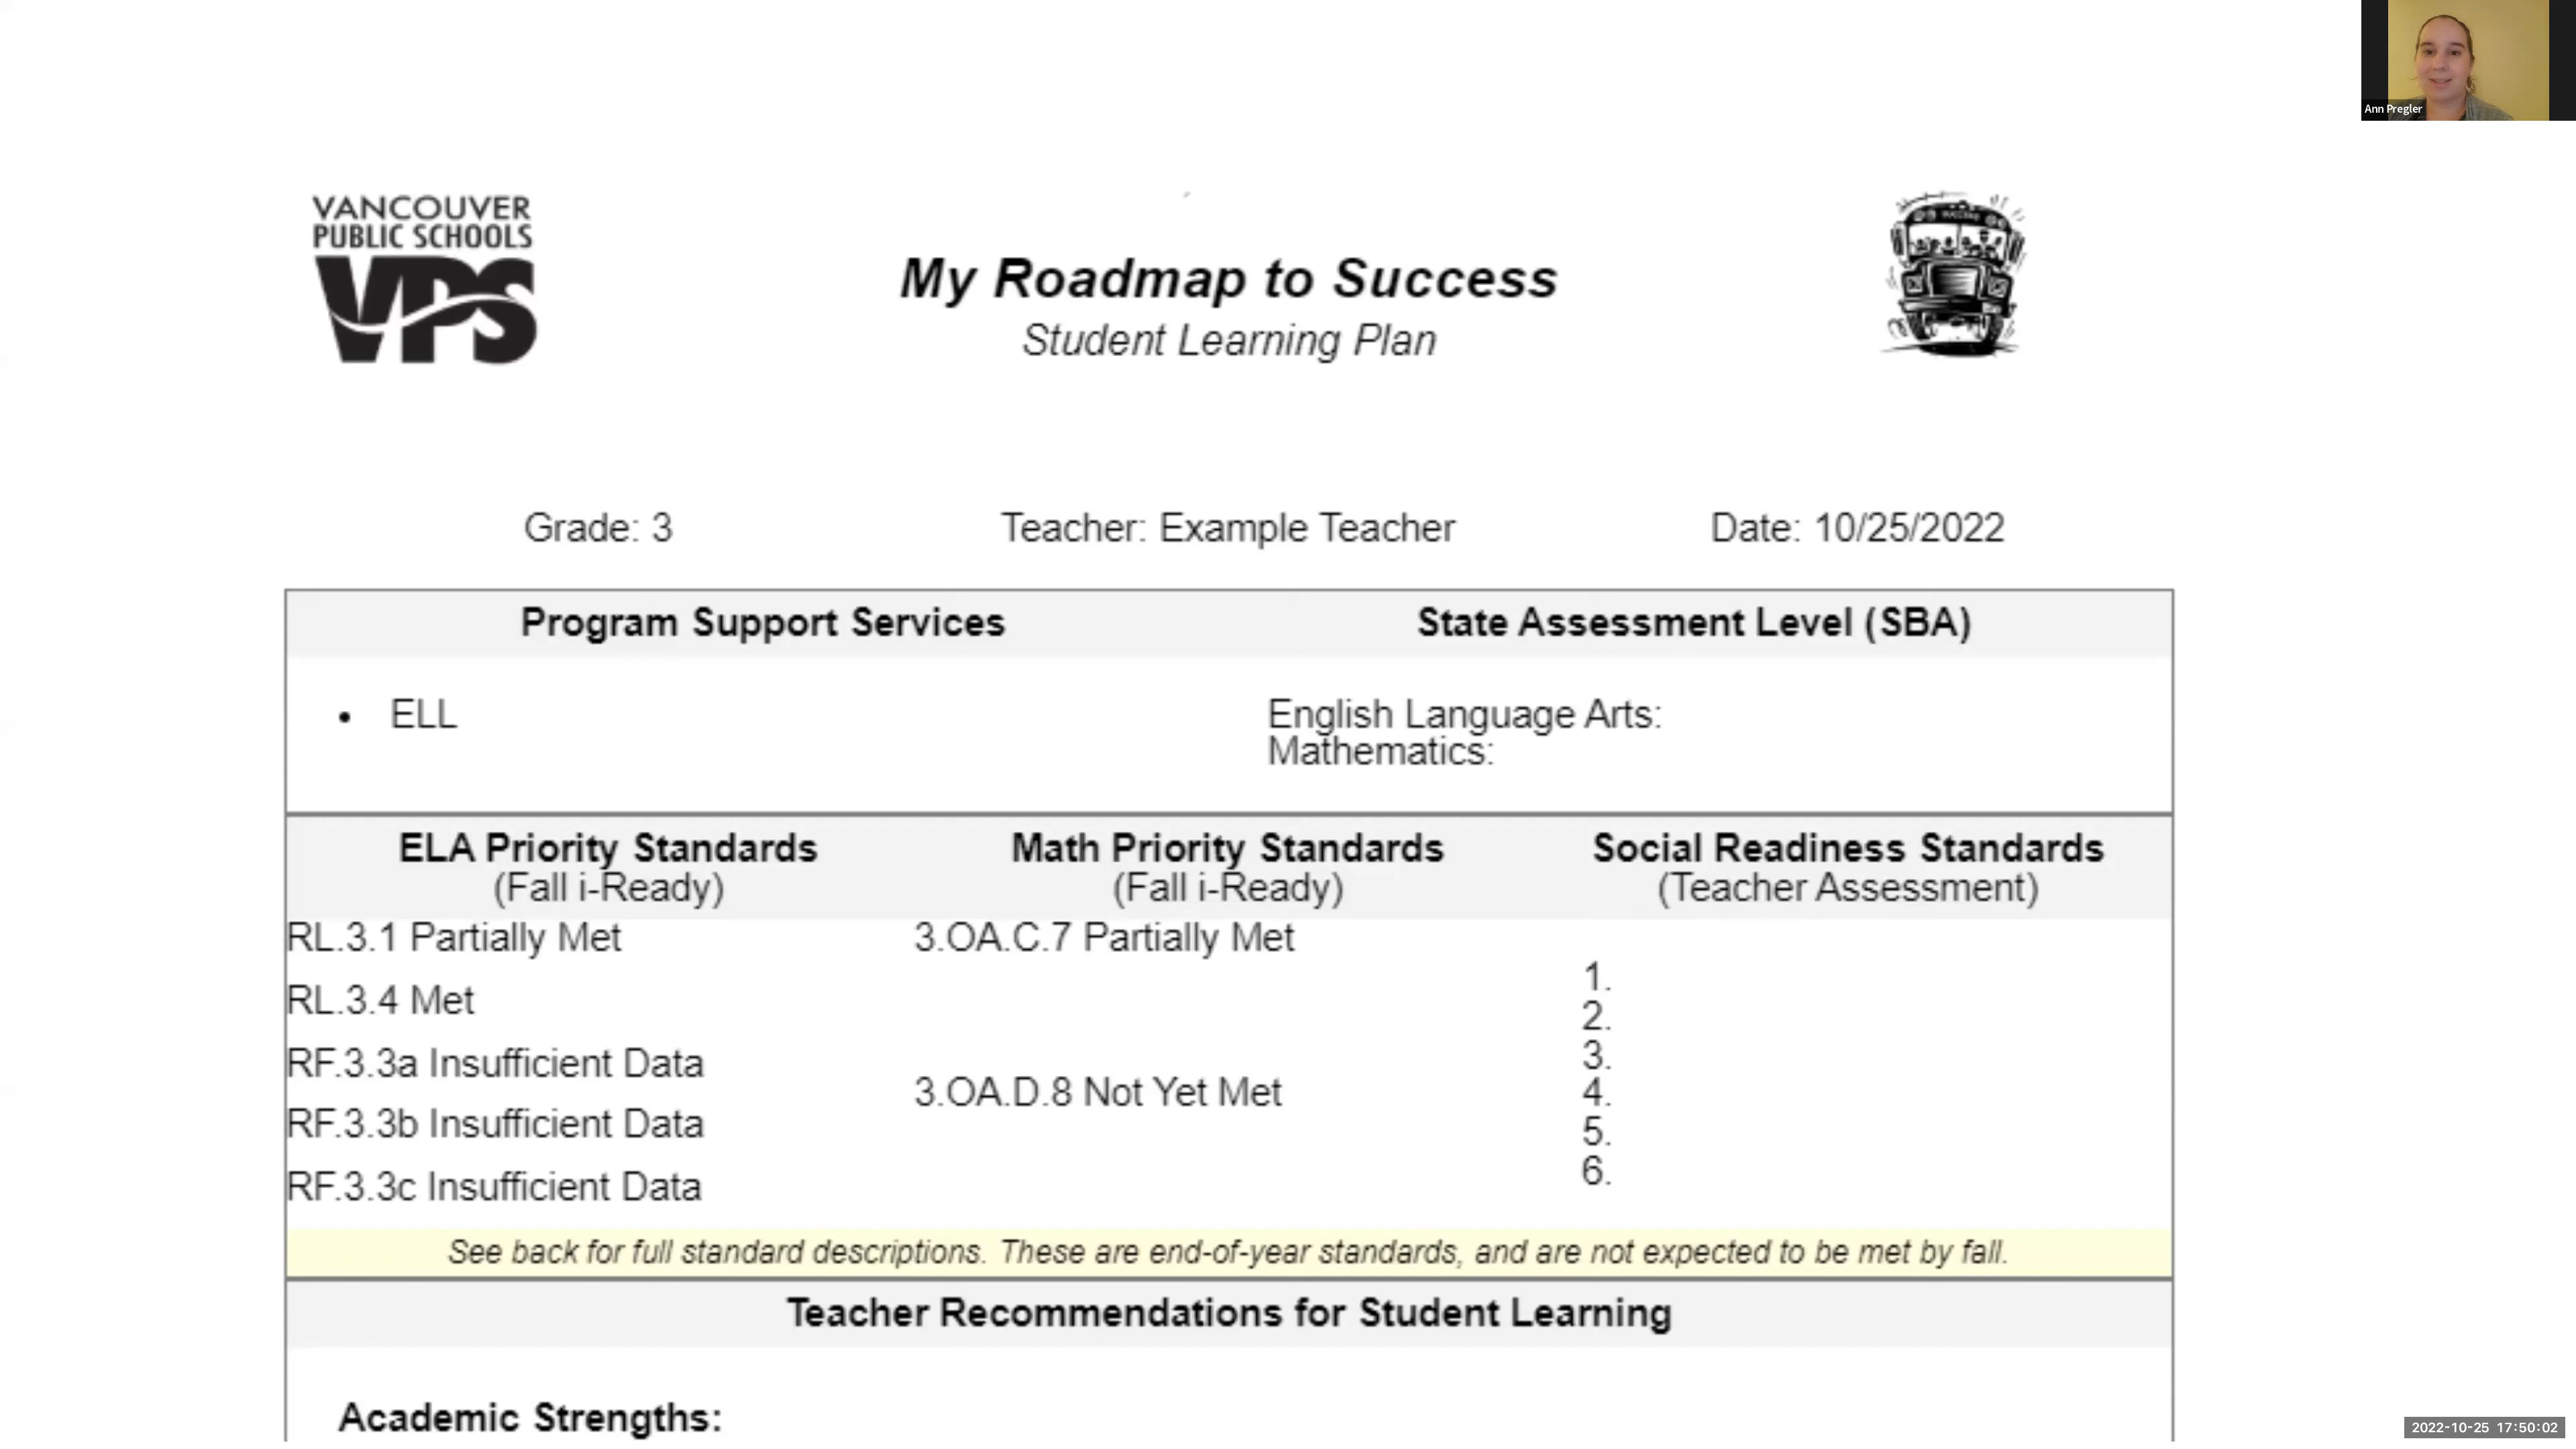 Ann Pregler
VANCOUVER
PUBLIC SCHOOLS
VPS
My Roadmap to Success
Student Learning Plan
Grade: 3
Teacher: Example Teacher
Date: 10/25/2022
Program Support Services
State Assessment Level (SBA)
• ELL
English Language Arts:
Mathematics:
ELA Priority Standards
(Fall i-Ready)
Math Priority Standards
(Fall i-Ready)
Social Readiness Standards
(Teacher Assessment)
RL.3.1 Partially Met
RL.3.4 Met
RF.3.3a Insufficient Data
RF.3.3b Insufficient Data
RF.3.3c Insufficient Data
3.OA.C.7 Partially Met
3.OA.D.8 Not Yet Met
1.
2.
3.
4.
5.
6.
See back for full standard descriptions. These are end-of-year standards, and are not expected to be met by fall.
Teacher Recommendations for Student Learning
Academic Strengths:
2022-10-25 17:50:02